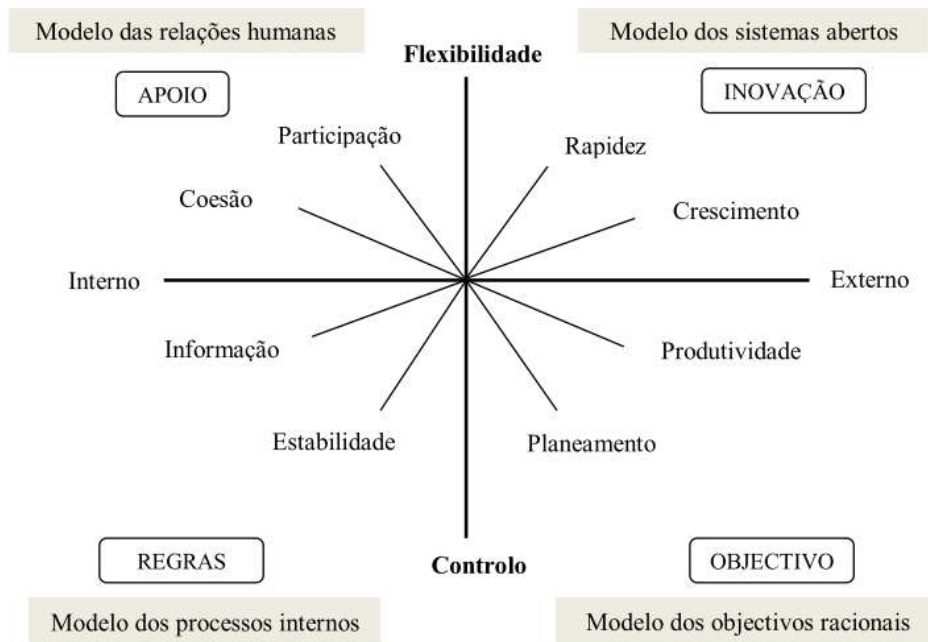 Modelo das relações humanas
Modelo dos sistemas abertos
Flexibilidade
APOIO
INOVAÇÃO
Participação
Rapidez
Coesão
Crescimento
Interno
Externo
Informação
Produtividade
Estabilidade
Planeamento
REGRAS
Controlo
OBJECTIVO
Modelo dos processos internos
Modelo dos objectivos racionais